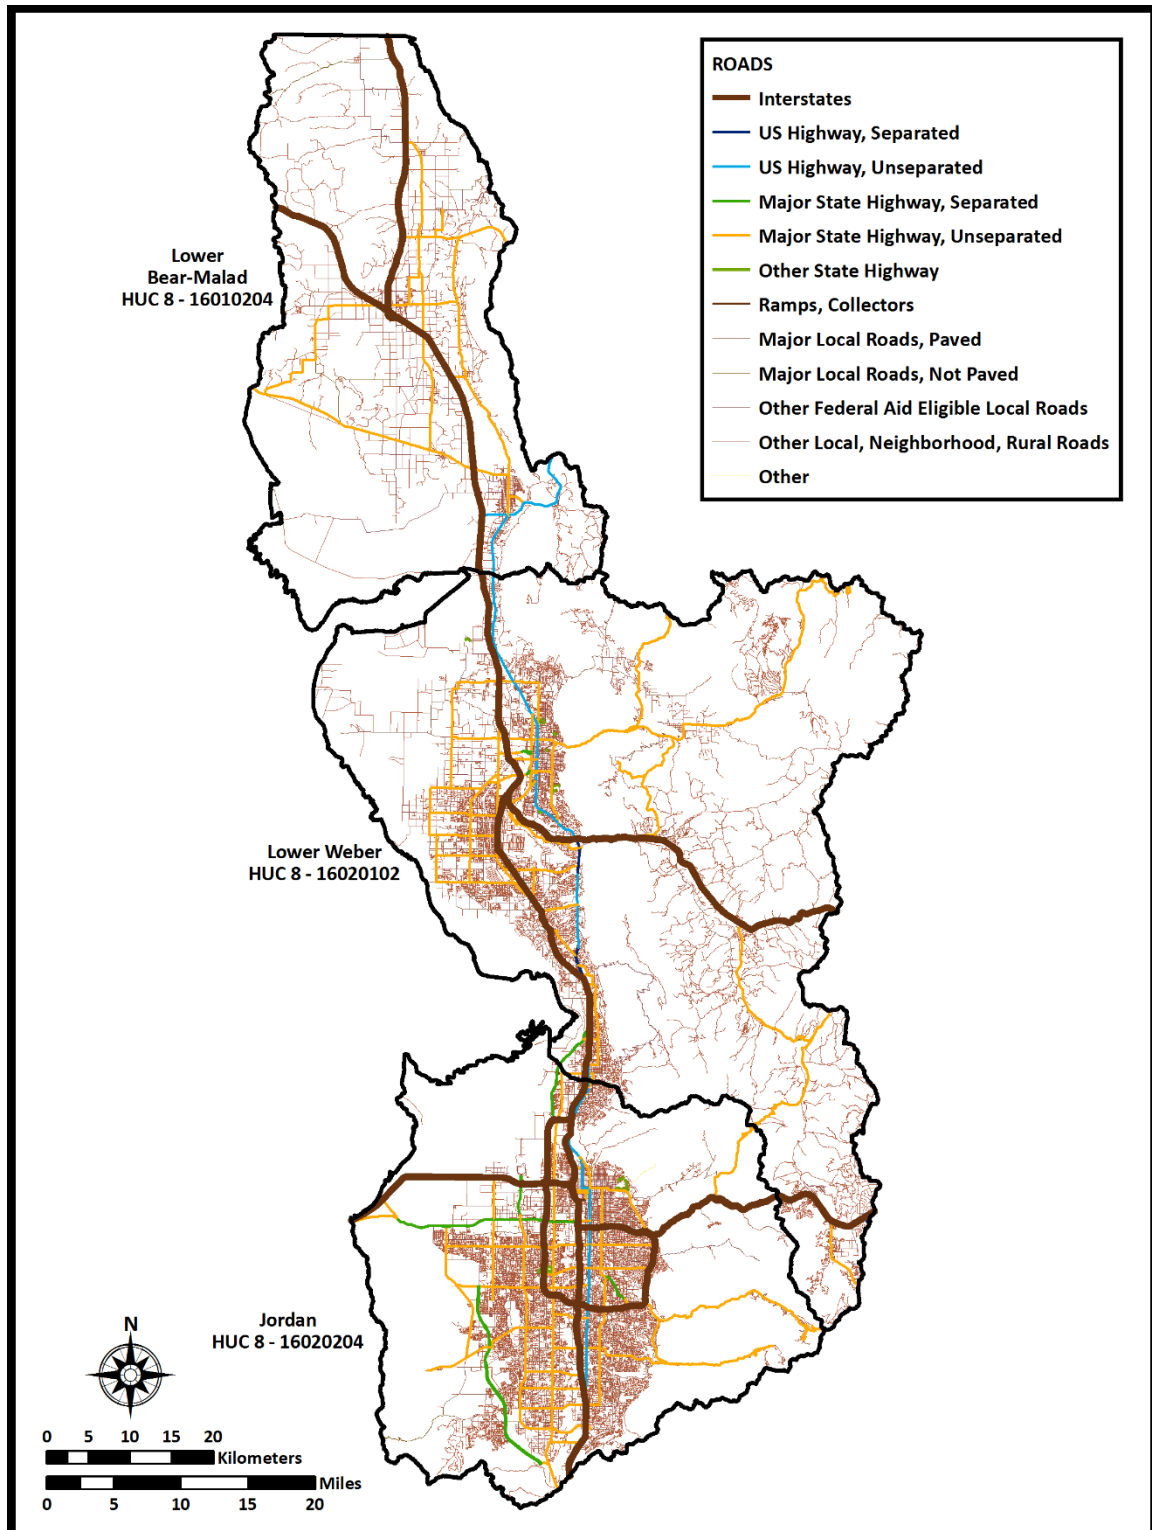 ROADS
Interstates
US Highway, Separated
US Highway, Unseparated
Major State Highway, Separated
Major State Highway, Unseparated
Other State Highway
Ramps, Collectors
Major Local Roads, Paved
Major Local Roads, Not Paved
Other Federal Aid Eligible Local Roads
Other Local, Neighborhood, Rural Roads
Other
Lower
Bear-Malad
HUC 8 - 16010204
Lower Weber
HUC 8 - 16020102
Jordan
HUC 8 - 16020204
N
0 5 10 15 20
Kilometers
Miles
0 5 10 15 20